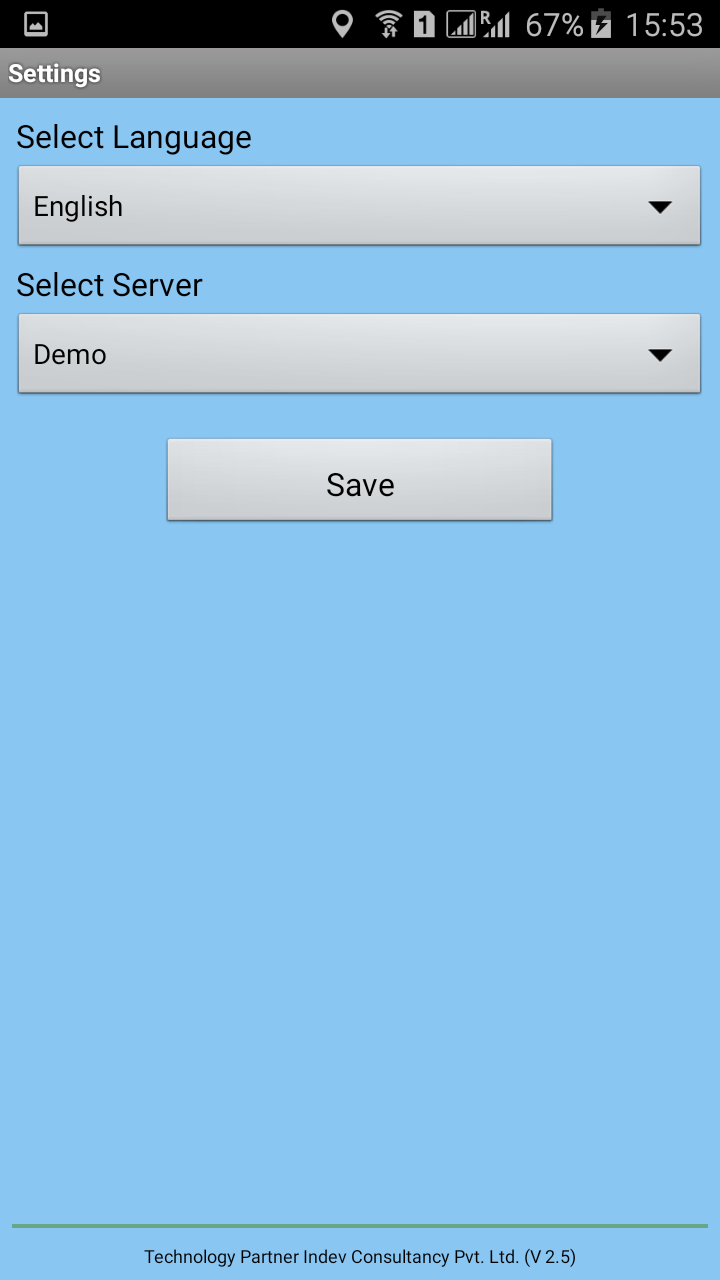 1 R 67% 15:53
Settings
Select Language
English
Select Server
Demo
Save
Technology Partner Indev Consultancy Pvt. Ltd. (V 2.5)